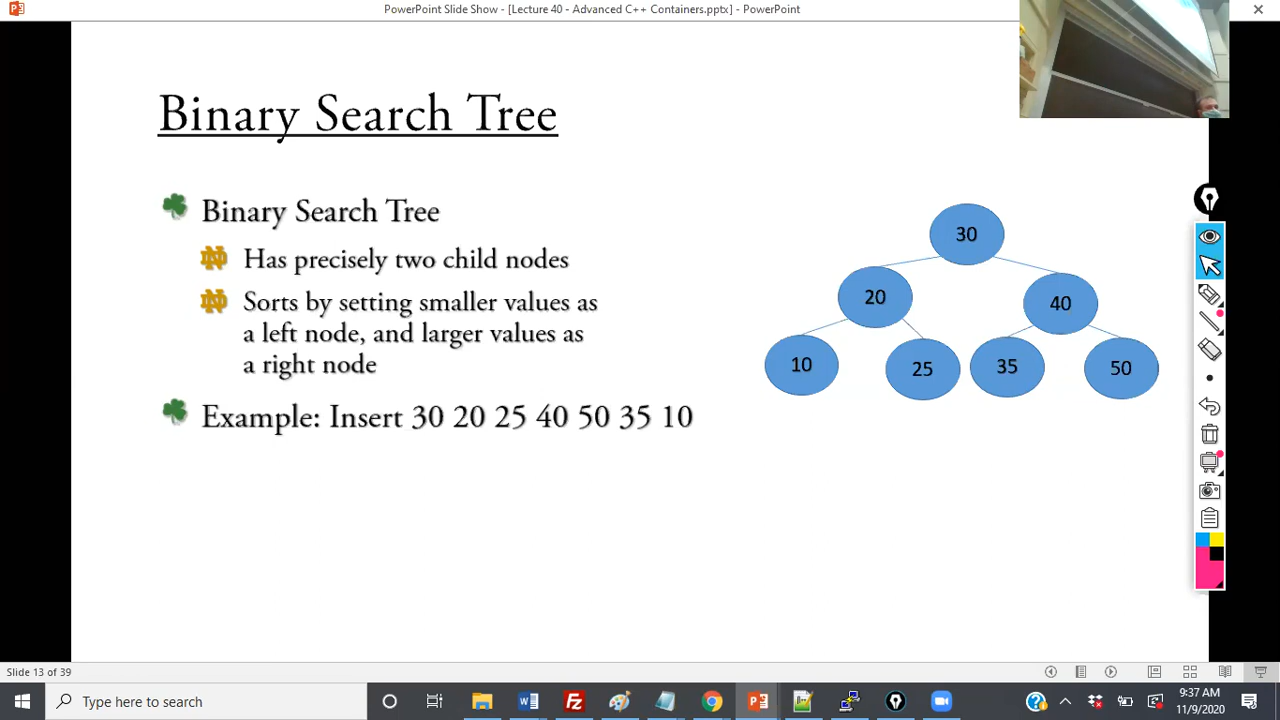 PowerPoint Slide Show - [Lecture 40 - Advanced C++ Containers.pptx] - PowerPoint
Binary Search Tree
Binary Search Tree
Has precisely two child nodes
Sorts by setting smaller values as
a left node, and larger values as
a right node
Example: Insert 30 20 25 40 50 35 10
30
20
40
10
25
35
50
Slide 13 of 39
Type here to search
9:37 AM
11/9/2020